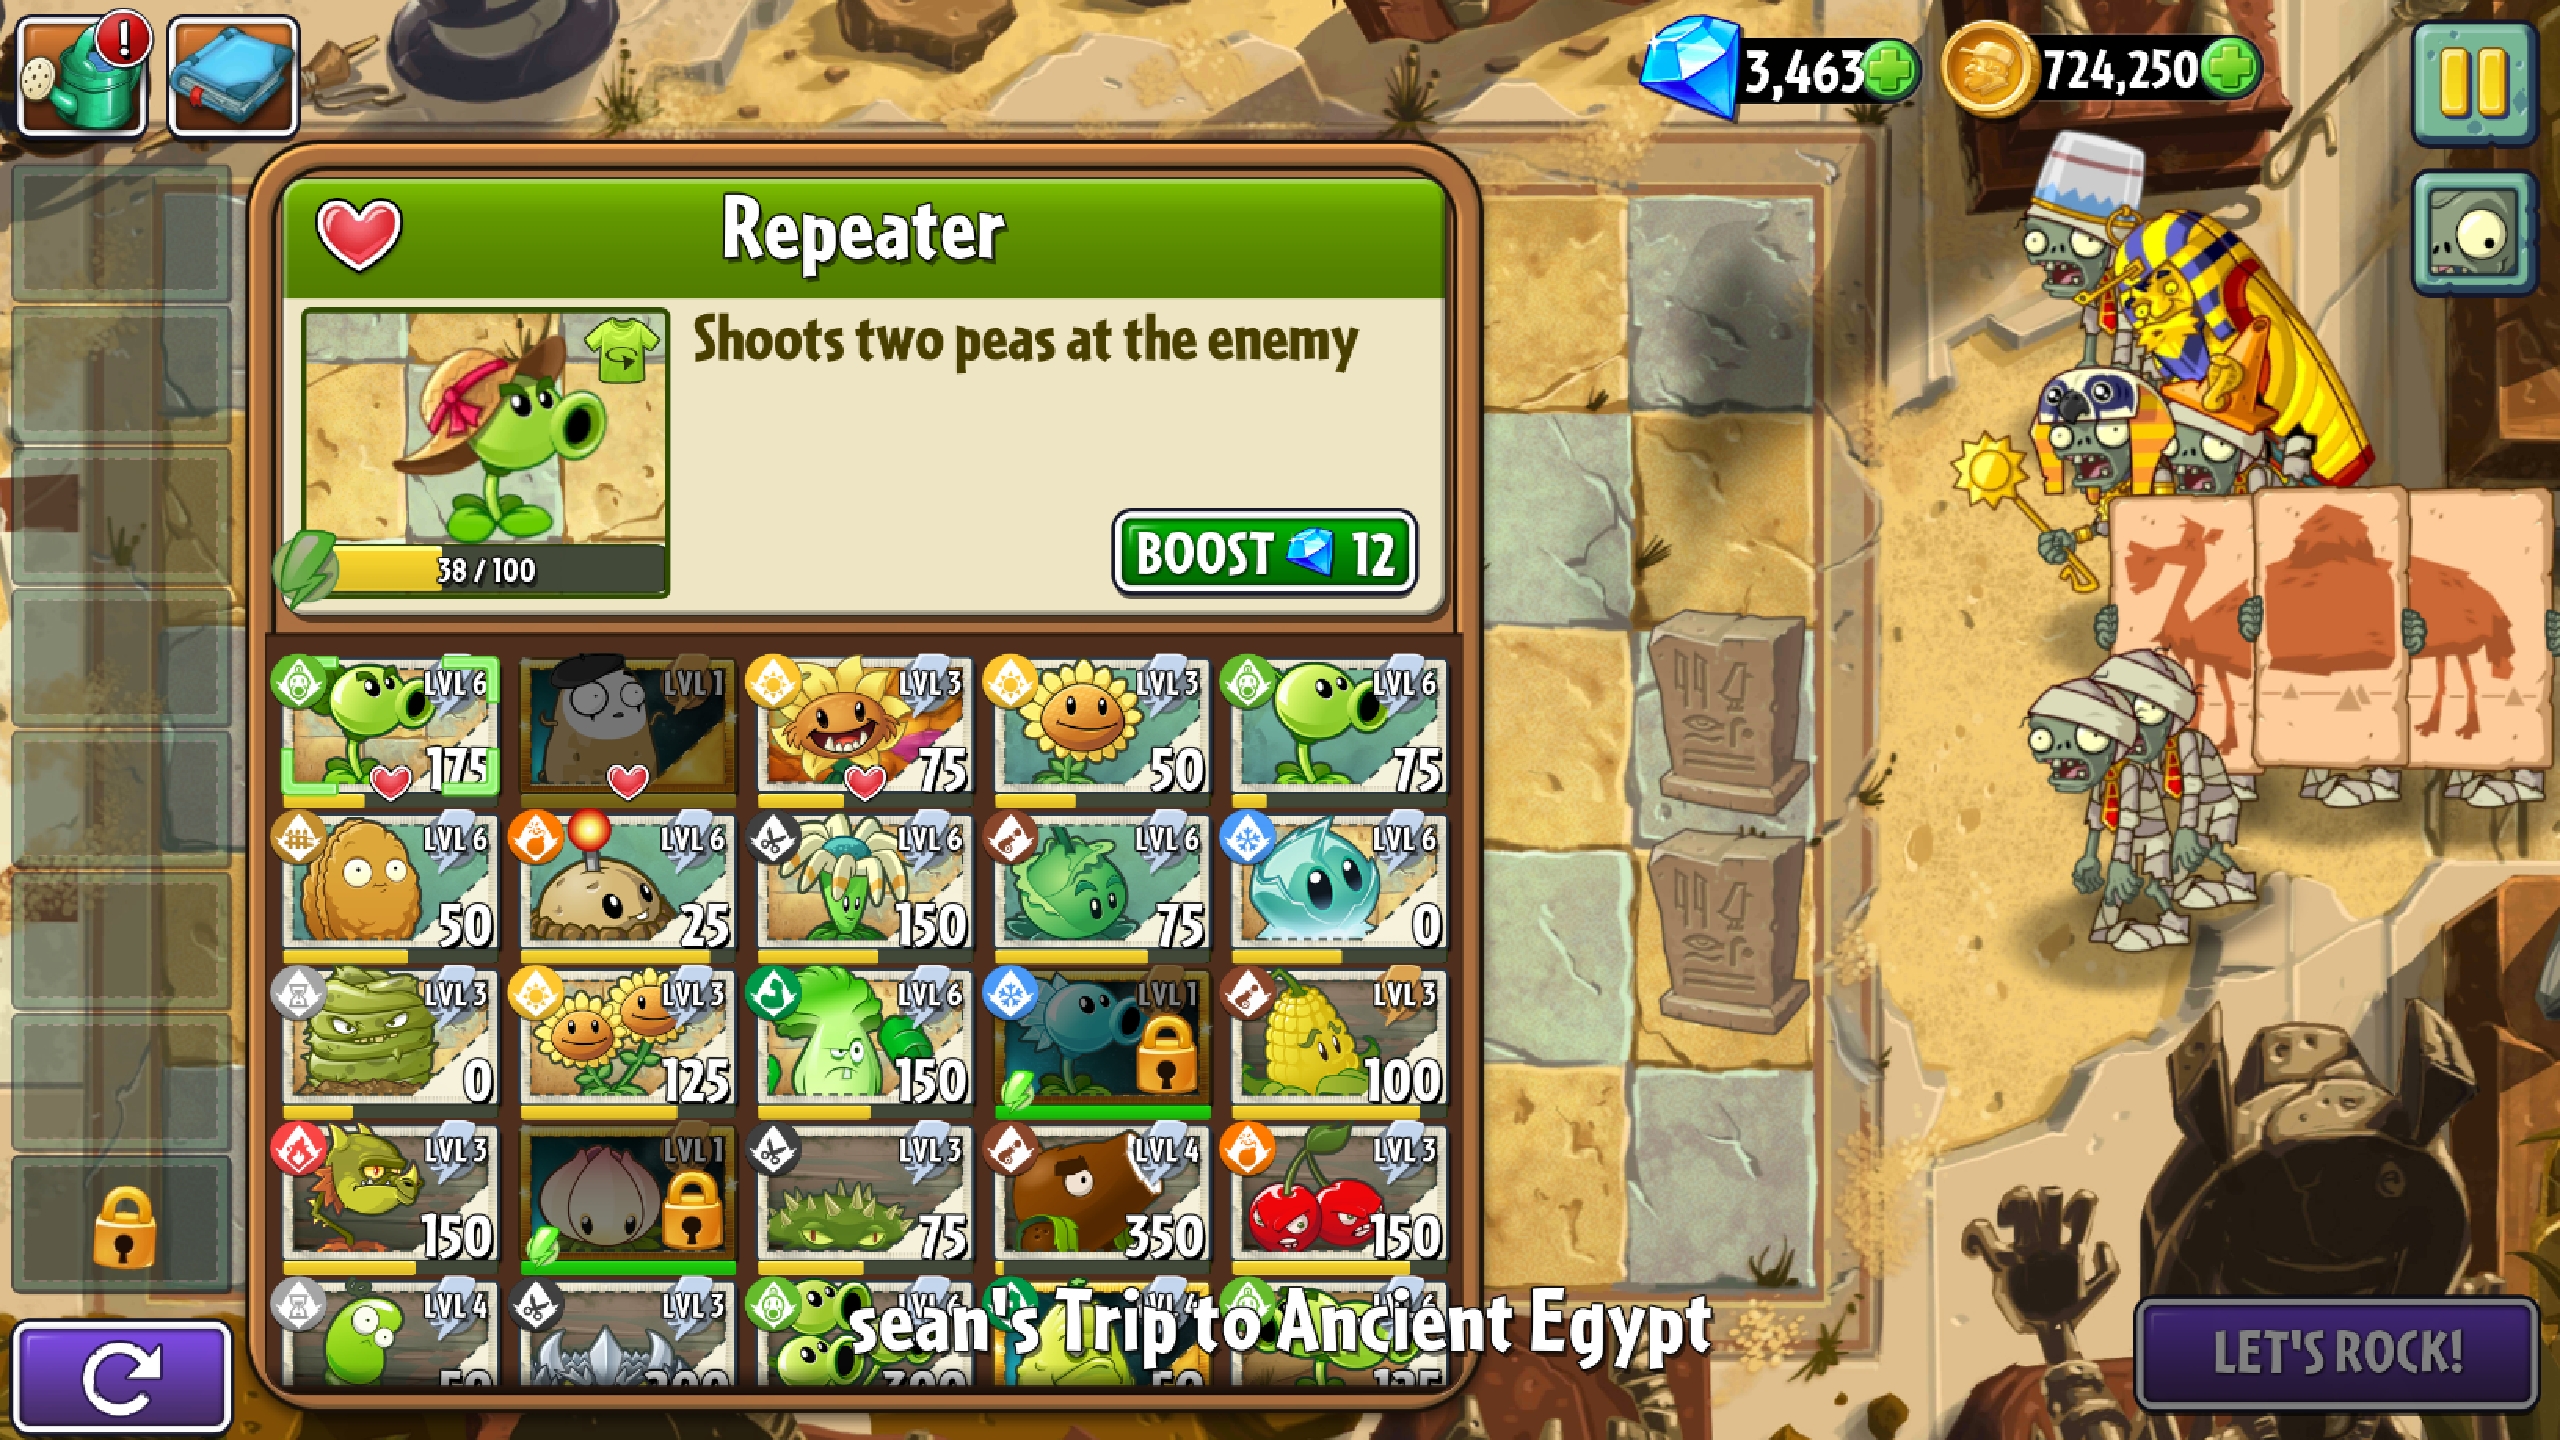 3,463
724,250
Repeater
Shoots two peas at the enemy
38 / 100
BOOST 12
LVL 6 175
LVL 1
LVL 3 75
LVL 3 50
LVL 6 75
LVL 6 50
LVL 6 25
LVL 6 150
LVL 6 75
LVL 6 0
LVL 3 0
LVL 3 125
LVL 6 150
LVL 1
LVL 3 100
LVL 3 150
LVL 1
LVL 3 75
LVL 4 350
LVL 3 150
LVL 4
LVL 3
sean's Trip to Ancient Egypt
LET'S ROCK!